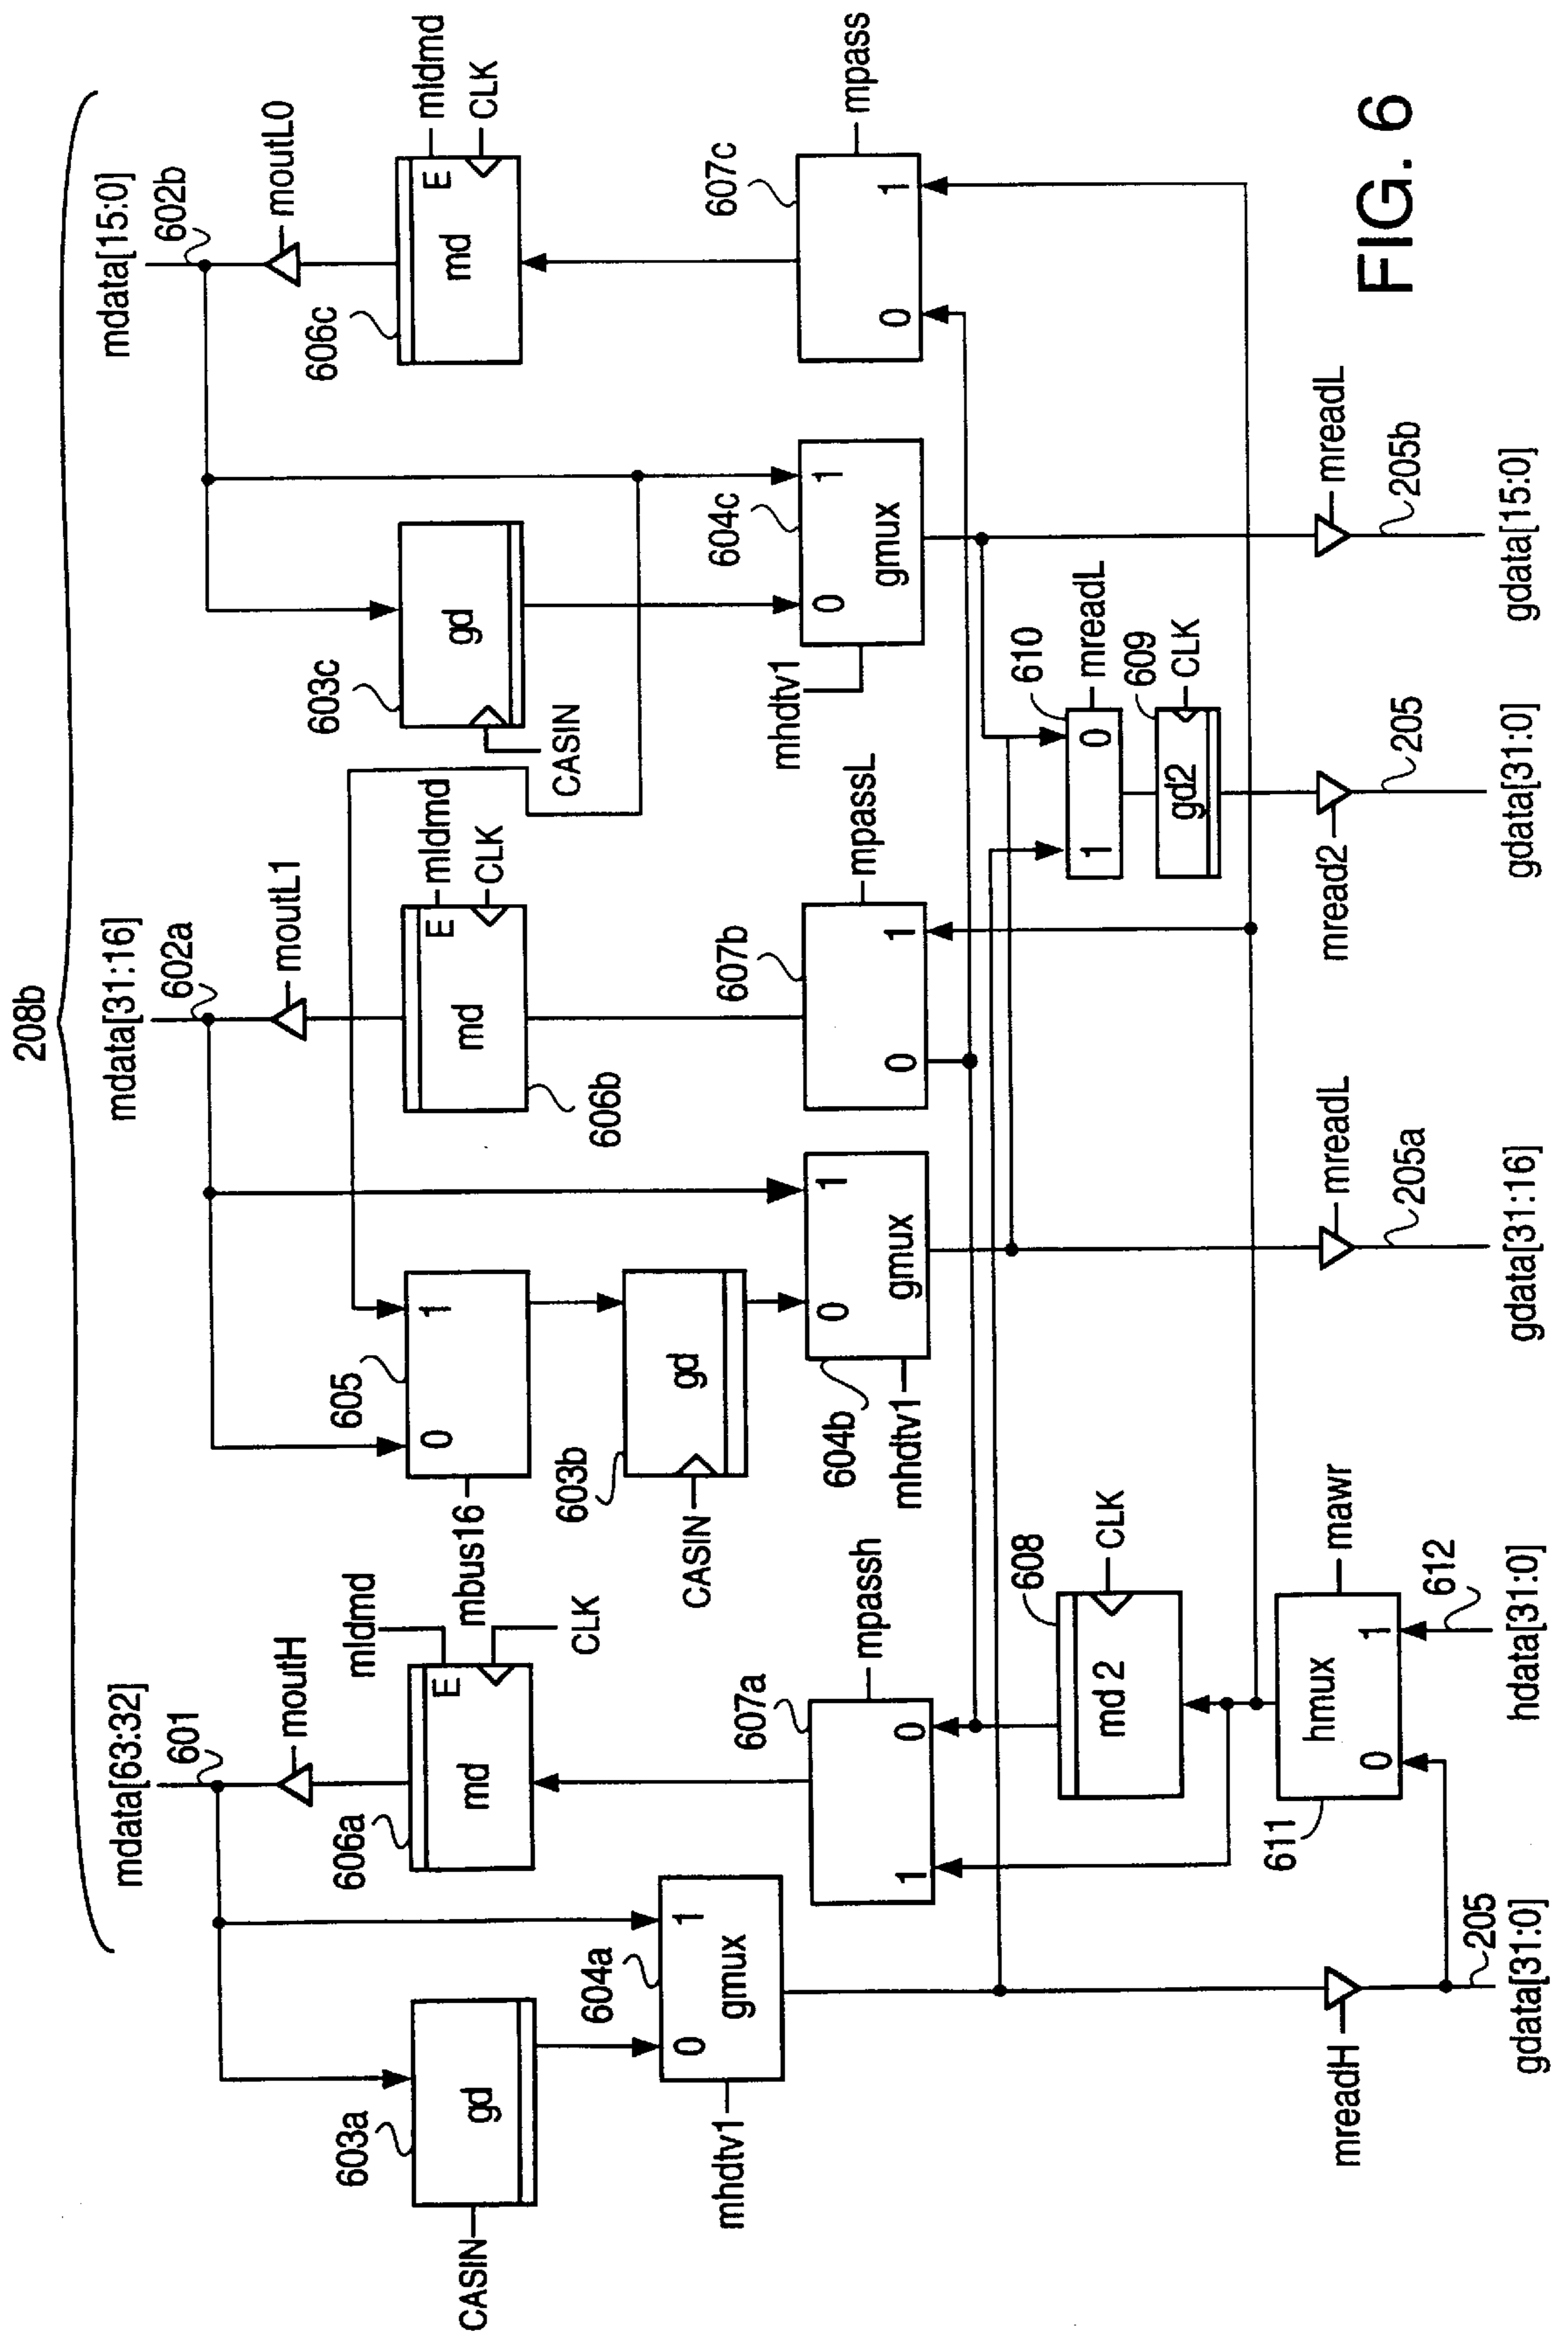 208b
mdata[63:32]
601
moutH
mldmd
E
CLK
md
606a
603a
gd
CASIN
604a
0
1
gmux
mhdtv1
607a
1
0
mpassh
608
md 2
CLK
611
0
hmux
1
mawr
612
hdata[31:0]
mreadH
205
gdata[31:0]
mdata[31:16]
602a
moutL1
605
0
1
mbus16
603b
gd
CASIN
604b
0
1
gmux
mhdtv1
606b
md
E
mldmd
CLK
607b
0
1
mpassL
mreadL
205a
gdata[31:16]
mdata[15:0]
602b
moutL0
603c
gd
CASIN
604c
0
1
gmux
mhdtv1
606c
md
E
mldmd
CLK
607c
0
1
mpass
610
1
0
mreadL
609
gd2
CLK
mread2
205
gdata[31:0]
mreadL
205b
gdata[15:0]
FIG. 6